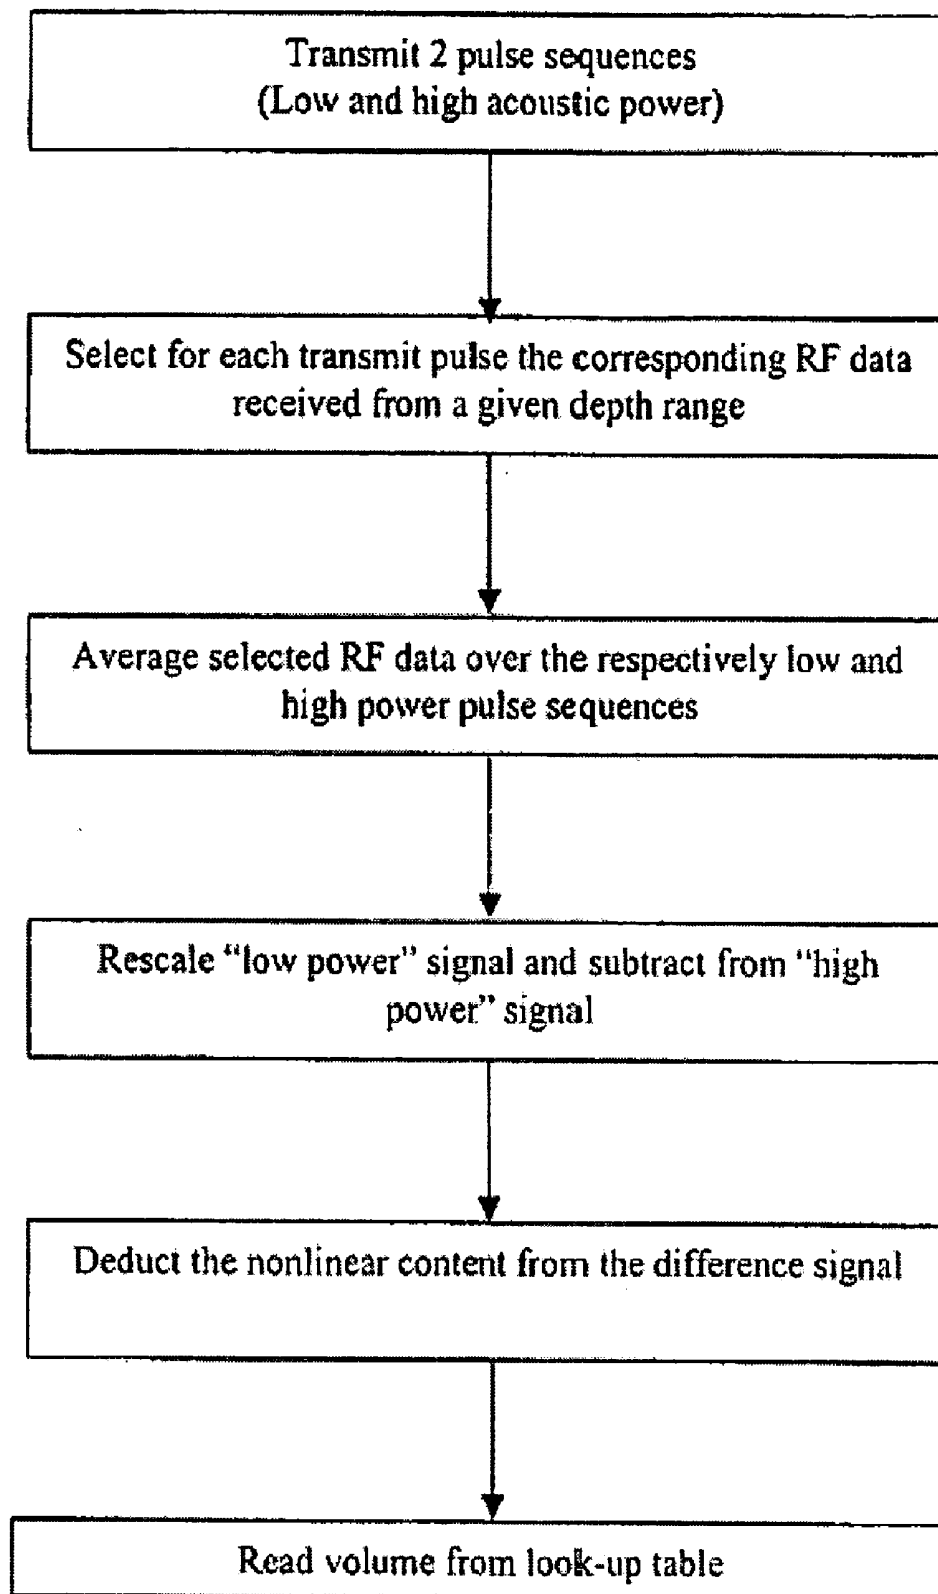 Transmit 2 pulse sequences
(Low and high acoustic power)
Select for each transmit pulse the corresponding RF data
received from a given depth range
Average selected RF data over the respectively low and
high power pulse sequences
Rescale “low power” signal and subtract from “high
power” signal
Deduct the nonlinear content from the difference signal
Read volume from look-up table